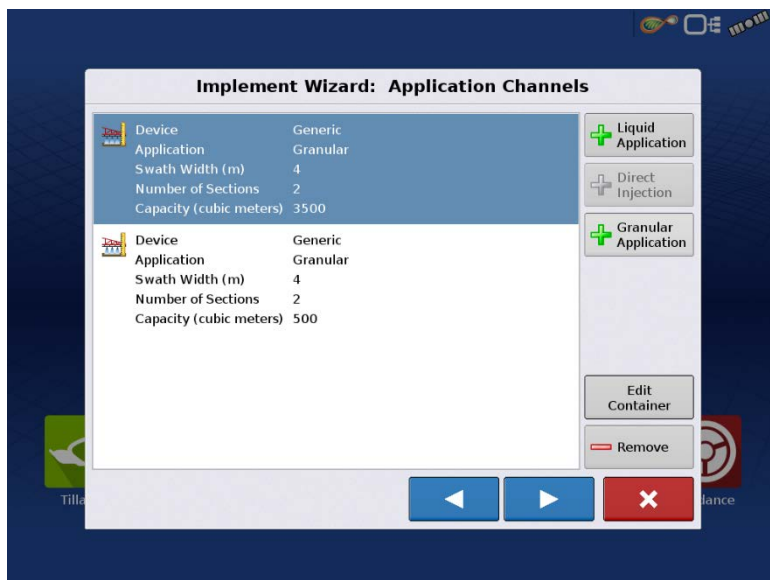 Implement Wizard: Application Channels
Device Generic
Application Granular
Swath Width (m) 4
Number of Sections 2
Capacity (cubic meters) 3500
Device Generic
Application Granular
Swath Width (m) 4
Number of Sections 2
Capacity (cubic meters) 500
Liquid
Application
Direct
Injection
Granular
Application
Edit
Container
Remove
Tilla
dance